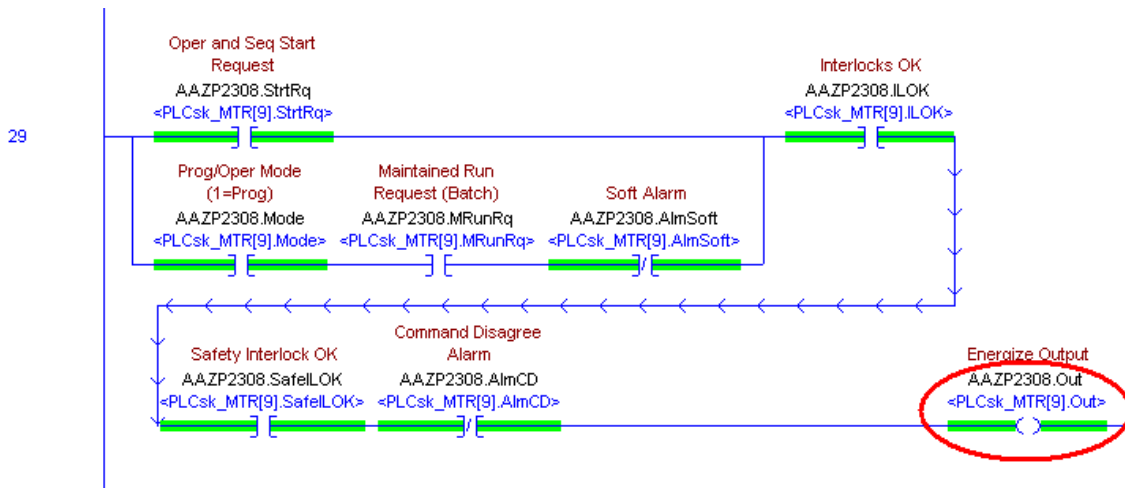 29
Oper and Seq Start
Request
AAZP2308.StrtRq
<PLCsk_MTR[9].StrtRq>
Interlocks OK
AAZP2308.ILOK
<PLCsk_MTR[9].ILOK>
Prog/Oper Mode
(1=Prog)
AAZP2308.Mode
<PLCsk_MTR[9].Mode>
Maintained Run
Request (Batch)
AAZP2308.MRunRq
<PLCsk_MTR[9].MRunRq>
Soft Alarm
AAZP2308.AlmSoft
<PLCsk_MTR[9].AlmSoft>
Safety Interlock OK
AAZP2308.SafeILOK
<PLCsk_MTR[9].SafeILOK>
Command Disagree
Alarm
AAZP2308.AlmCD
<PLCsk_MTR[9].AlmCD>
Energize Output
AAZP2308.Out
<PLCsk_MTR[9].Out>